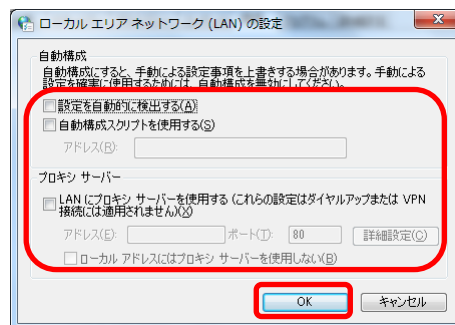 ローカル エリア ネットワーク (LAN) の設定
自動構成
自動構成にすると、手動による設定事項を上書きする場合があります。手動による
設定を確実に使用するためには、自動構成を無効にしてください。
設定を自動的に検出する(A)
自動構成スクリプトを使用する(S)
アドレス(R):
プロキシ サーバー
LAN にプロキシ サーバーを使用する (これらの設定はダイヤルアップまたは VPN
接続には適用されません)(X)
アドレス(E): ポート(T): 80 詳細設定(C)
ローカル アドレスにはプロキシ サーバーを使用しない(B)
OK キャンセル